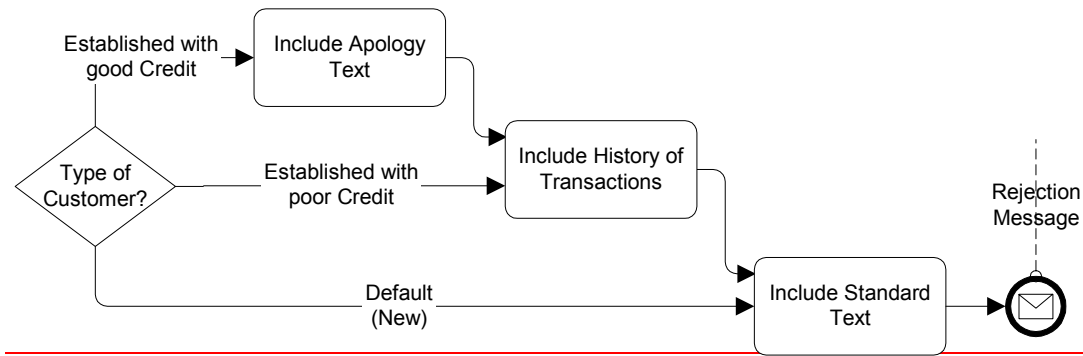 Established with
good Credit
Include Apology
Text
Type of
Customer?
Established with
poor Credit
Include History of
Transactions
Rejection
Message
Default
(New)
Include Standard
Text